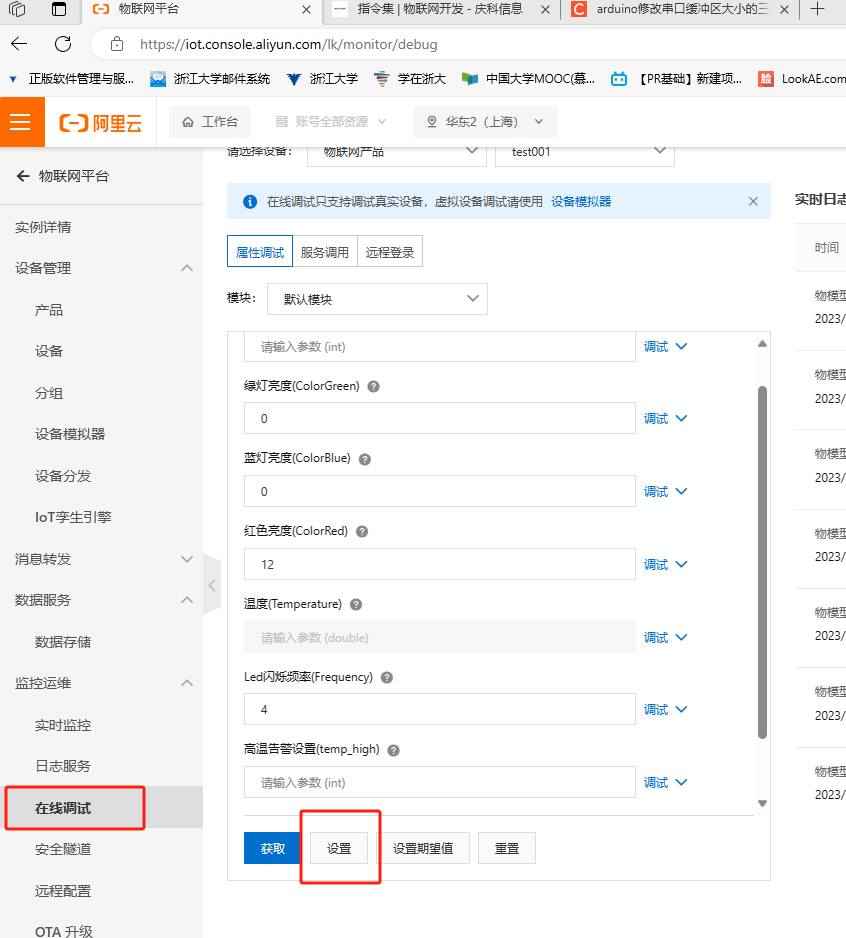 物联网平台
指令集 | 物联网开发 - 庆科信息
arduino修改串口缓冲区大小的三
https://iot.console.aliyun.com/lk/monitor/debug
正版软件管理与服...
浙江大学邮件系统
浙江大学
学在浙大
中国大学MOOC(慕...
【PR基础】新建项...
LookAE.com
阿里云
工作台
账号全部资源
华东2（上海）
物联网平台
实例详情
设备管理
产品
设备
分组
设备模拟器
设备分发
IoT孪生引擎
消息转发
数据服务
数据存储
监控运维
实时监控
日志服务
在线调试
安全隧道
远程配置
OTA 升级
请选择设备：
物联网产品
test001
在线调试只支持调试真实设备，虚拟设备调试请使用 设备模拟器
属性调试
服务调用
远程登录
模块：
默认模块
请输入参数 (int)
调试
绿灯亮度(ColorGreen)
0
调试
蓝灯亮度(ColorBlue)
0
调试
红色亮度(ColorRed)
12
调试
温度(Temperature)
请输入参数 (double)
调试
Led闪烁频率(Frequency)
4
调试
高温告警设置(temp_high)
请输入参数 (int)
调试
获取
设置
设置期望值
重置
实时日志
时间
物模型
2023/
物模型
2023/
物模型
2023/
物模型
2023/
物模型
2023/
物模型
2023/
物模型
2023/